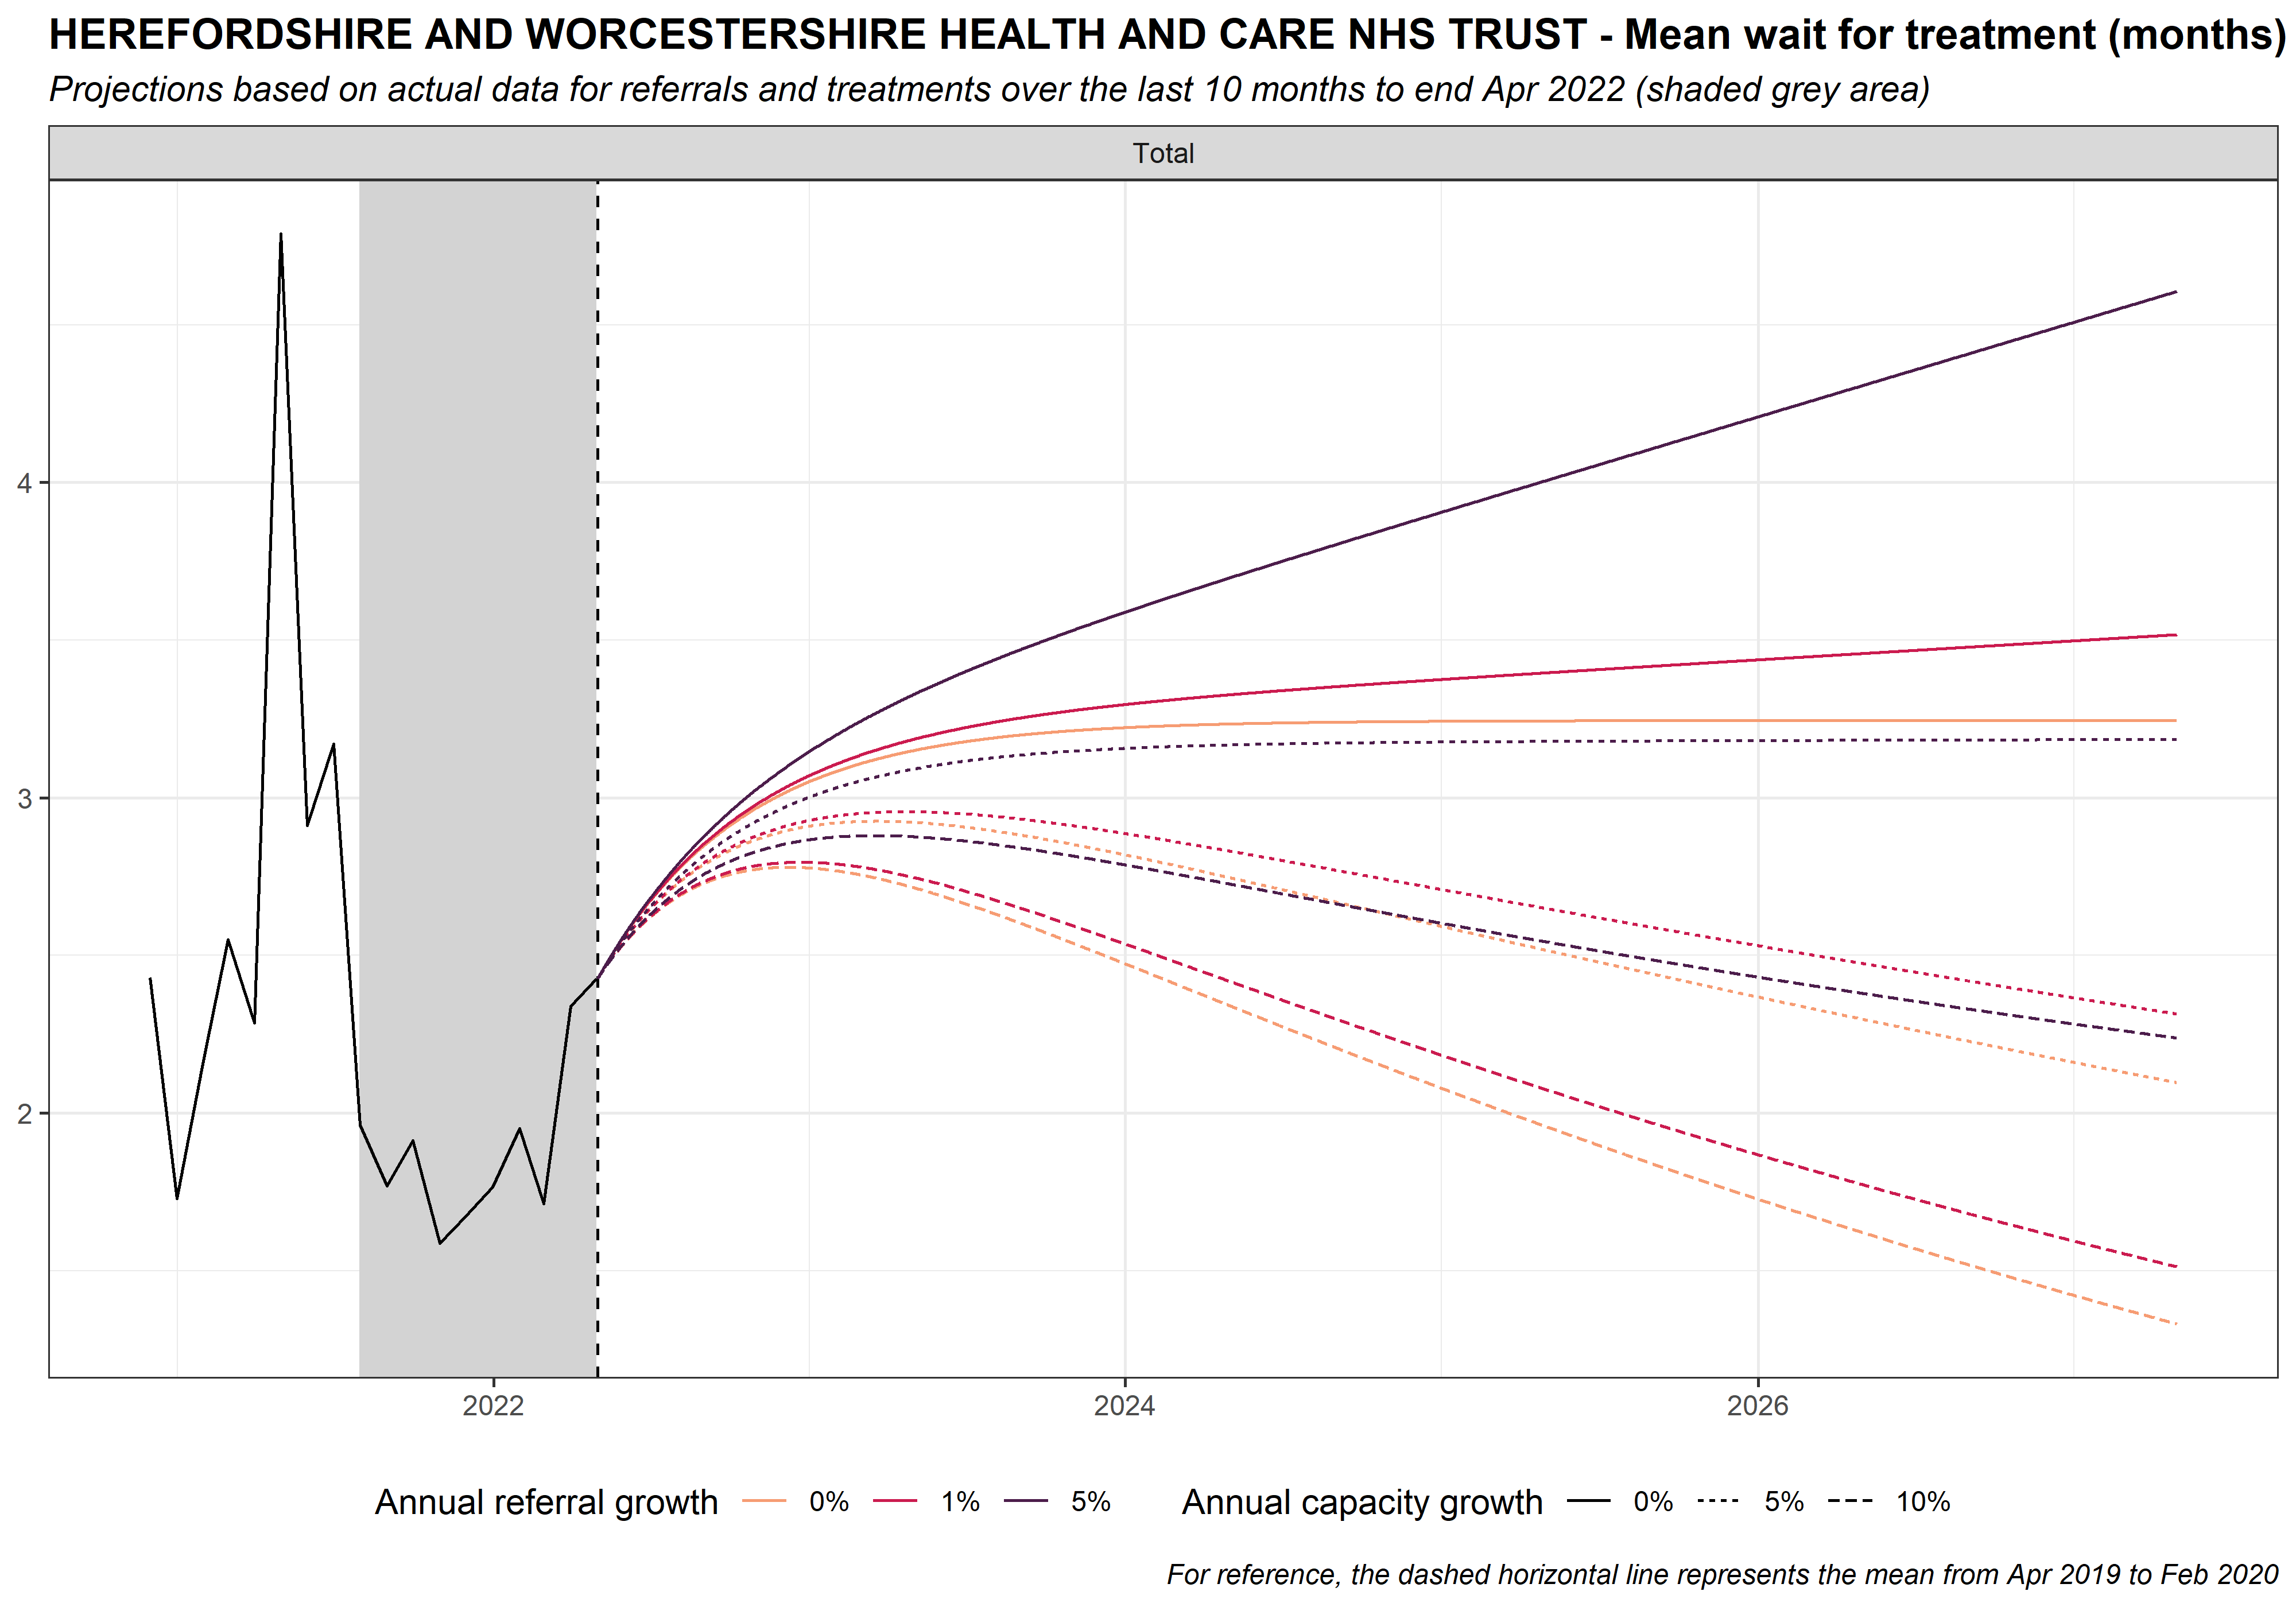 HEREFORDSHIRE AND WORCESTERSHIRE HEALTH AND CARE NHS TRUST - Mean wait for treatment (months)
Projections based on actual data for referrals and treatments over the last 10 months to end Apr 2022 (shaded grey area)
Total
4
3
2
2022 2024 2026
Annual referral growth 0% 1% 5% Annual capacity growth 0% 5% 10%
For reference, the dashed horizontal line represents the mean from Apr 2019 to Feb 2020